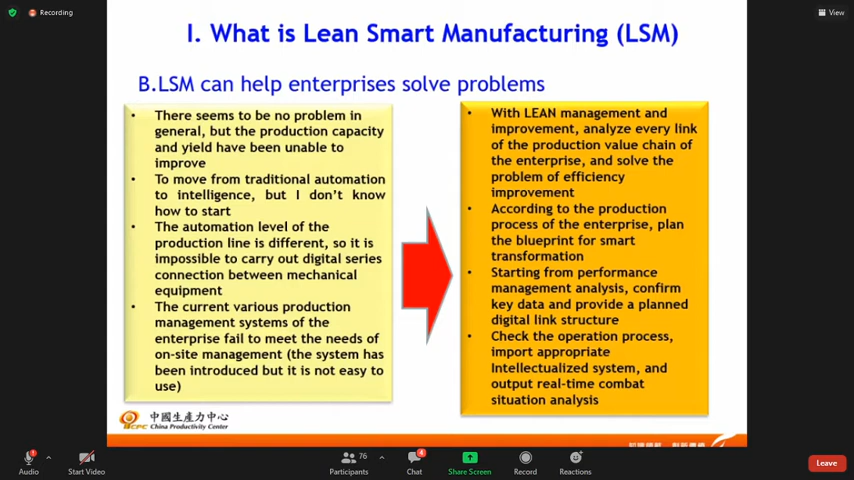 Recording
View
I. What is Lean Smart Manufacturing (LSM)
B.LSM can help enterprises solve problems
• There seems to be no problem in
general, but the production capacity
and yield have been unable to
improve
• To move from traditional automation
to intelligence, but I don't know
how to start
• The automation level of the
production line is different, so it is
impossible to carry out digital series
connection between mechanical
equipment
• The current various production
management systems of the
enterprise fail to meet the needs of
on-site management (the system has
been introduced but it is not easy to
use)
• With LEAN management and
improvement, analyze every link
of the production value chain of
the enterprise, and solve the
problem of efficiency
improvement
• According to the production
process of the enterprise, plan
the blueprint for smart
transformation
• Starting from performance
management analysis, confirm
key data and provide a planned
digital link structure
• Check the operation process,
import appropriate
Intellectualized system, and
output real-time combat
situation analysis
CPC 中國生產力中心
China Productivity Center
76
4
Audio
Start Video
Participants
Chat
Share Screen
Record
Reactions
Leave